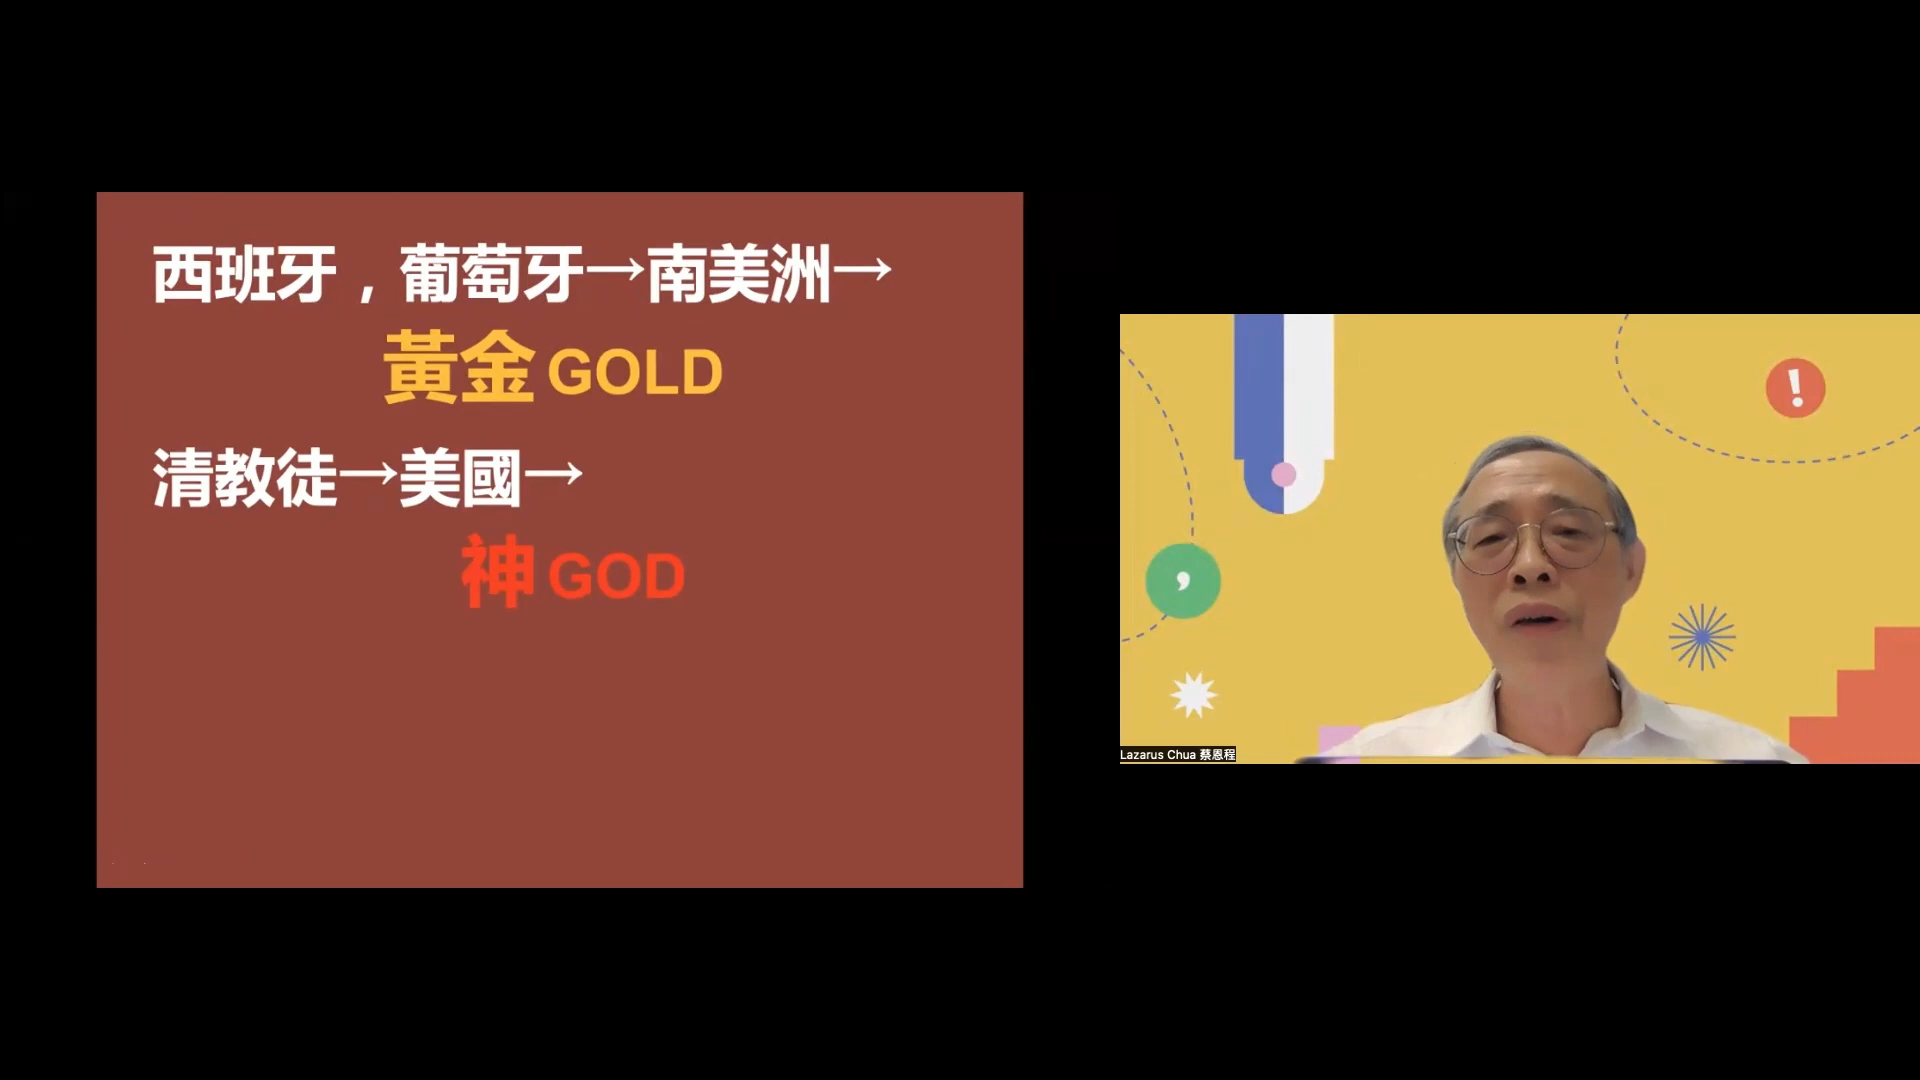 西班牙，葡萄牙→南美洲→
黃金 GOLD
清教徒→美國→
神 GOD
!
,
Lazarus Chua 蔡恩程